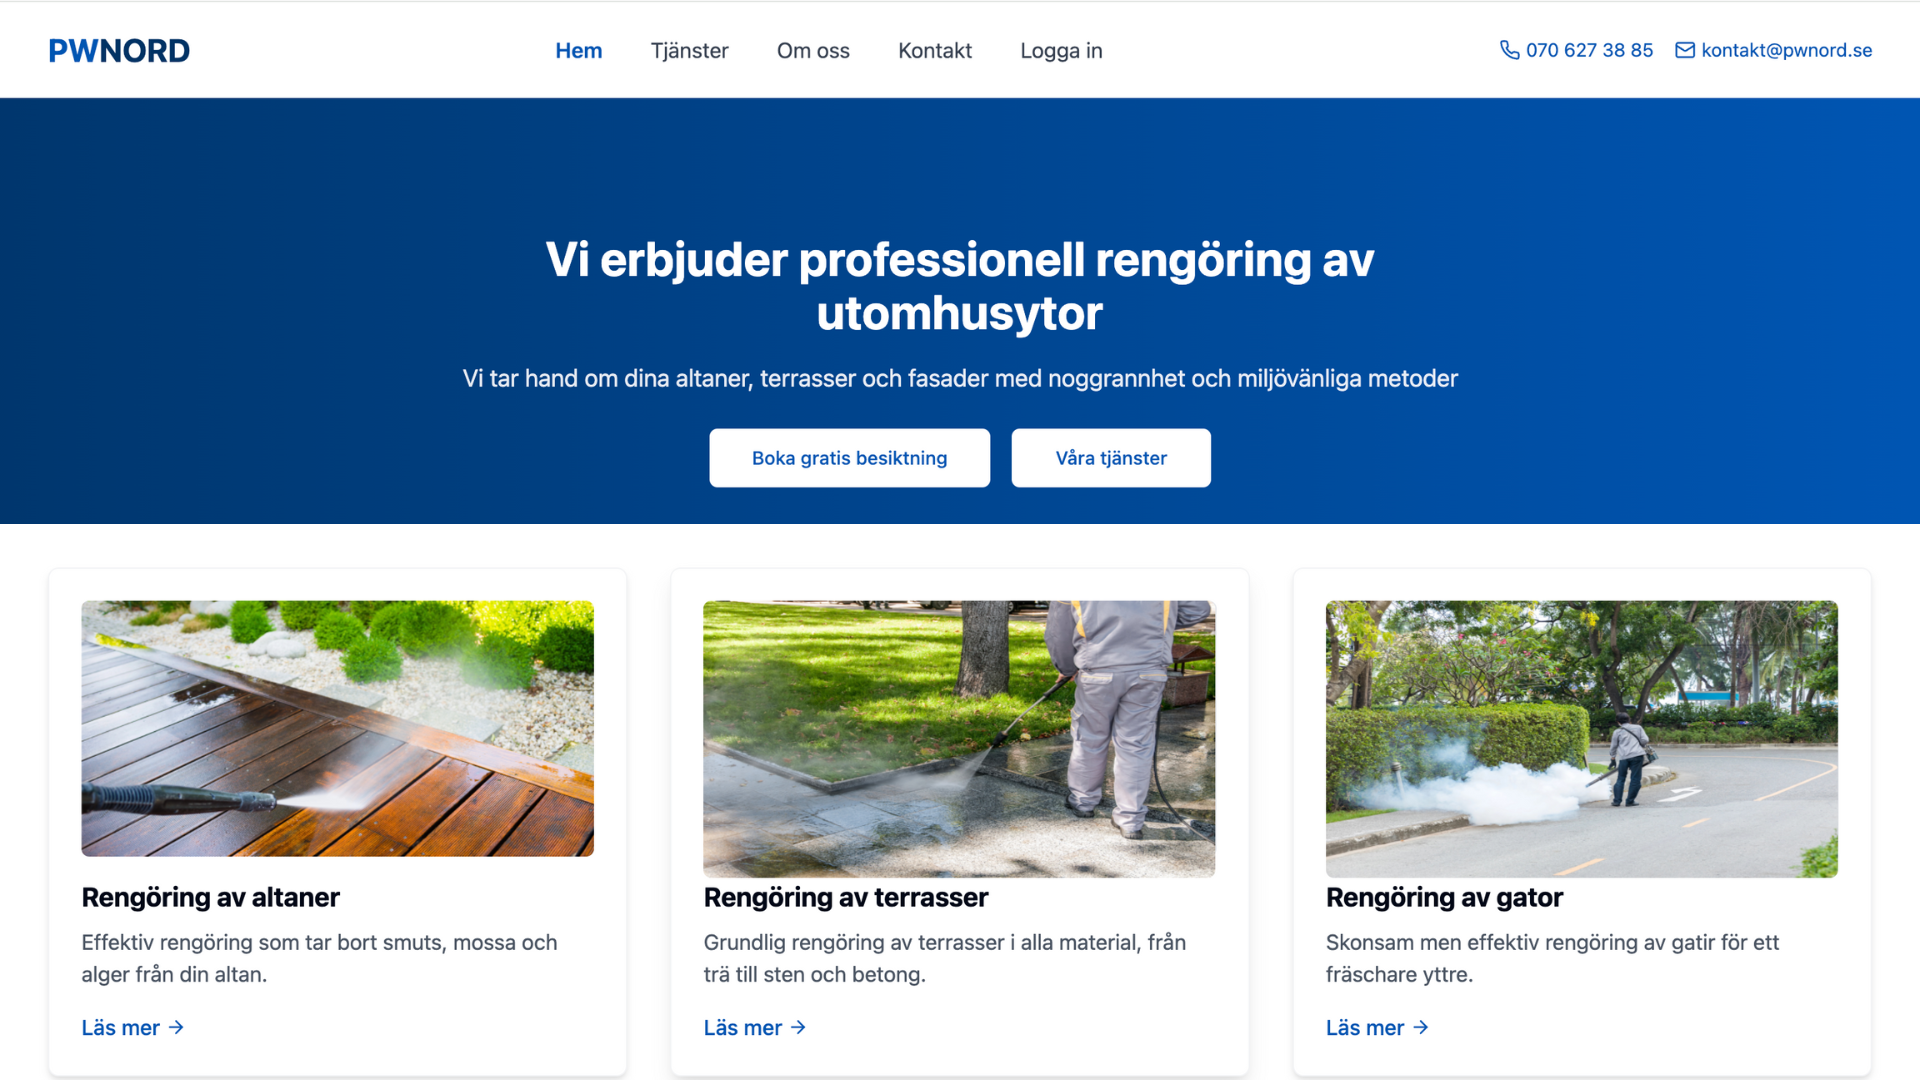 PWNORD
Hem
Tjänster
Om oss
Kontakt
Logga in
070 627 38 85
kontakt@pwnord.se
Vi erbjuder professionell rengöring av
utomhusytor
Vi tar hand om dina altaner, terrasser och fasader med noggrannhet och miljövänliga metoder
Boka gratis besiktning
Våra tjänster
Rengöring av altaner
Effektiv rengöring som tar bort smuts, mossa och
alger från din altan.
Läs mer
Rengöring av terrasser
Grundlig rengöring av terrasser i alla material, från
trä till sten och betong.
Läs mer
Rengöring av gator
Skonsam men effektiv rengöring av gatir för ett
fräschare yttre.
Läs mer